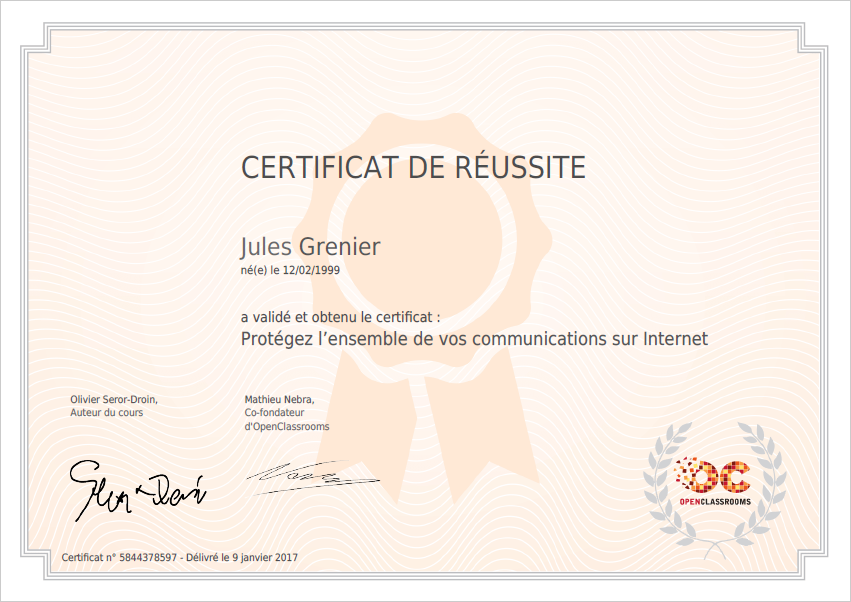 CERTIFICAT DE RÉUSSITE
Jules Grenier
né(e) le 12/02/1999
a validé et obtenu le certificat :
Protégez l’ensemble de vos communications sur Internet
Olivier Seror-Droin,
Auteur du cours
Mathieu Nebra,
Co-fondateur
d'OpenClassrooms
OC
OPENCLASSROOMS
Certificat n° 5844378597 - Délivré le 9 janvier 2017